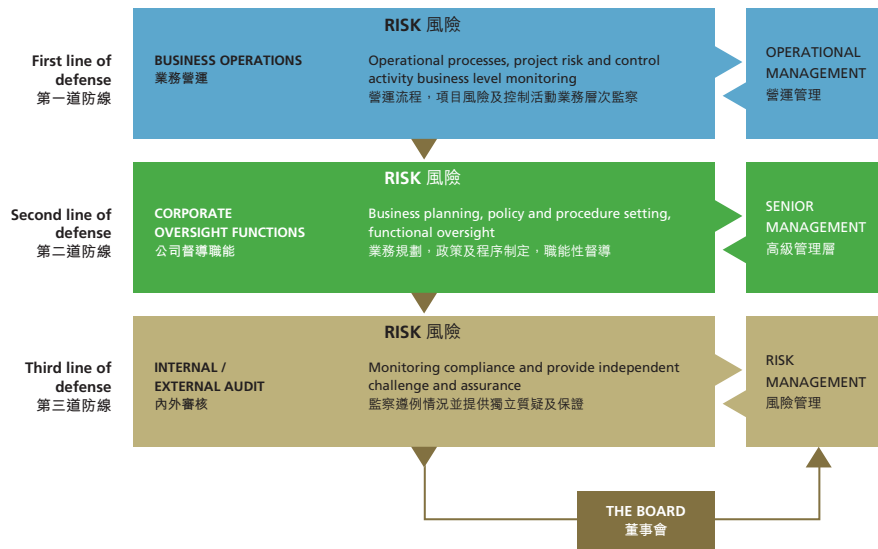 RISK 風險
First line of
defense
第一道防線
BUSINESS OPERATIONS
業務營運
Operational processes, project risk and control
activity business level monitoring
營運流程，項目風險及控制活動業務層次監察
OPERATIONAL
MANAGEMENT
營運管理
RISK 風險
Second line of
defense
第二道防線
CORPORATE
OVERSIGHT FUNCTIONS
公司督導職能
Business planning, policy and procedure setting,
functional oversight
業務規劃，政策及程序制定，職能性督導
SENIOR
MANAGEMENT
高級管理層
RISK 風險
Third line of
defense
第三道防線
INTERNAL /
EXTERNAL AUDIT
內外審核
Monitoring compliance and provide independent
challenge and assurance
監察遵例情況並提供獨立質疑及保證
RISK
MANAGEMENT
風險管理
THE BOARD
董事會